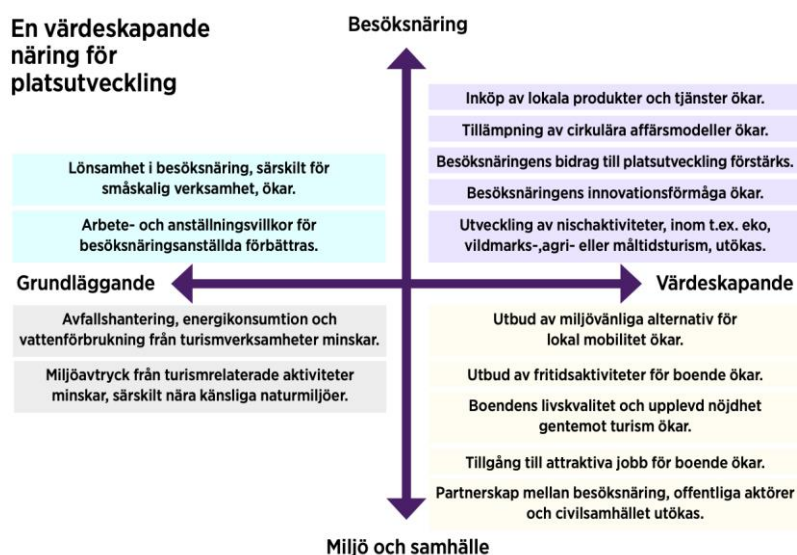 En värdeskapande
näring för
platsutveckling
Besöksnäring
Inköp av lokala produkter och tjänster ökar.
Tillämpning av cirkulära affärsmodeller ökar.
Besöksnäringens bidrag till platsutveckling förstärks.
Besöksnäringens innovationsförmåga ökar.
Utveckling av nischaktiviteter, inom t.ex. eko,
vildmarks-,agri- eller måltidsturism, utökas.
Lönsamhet i besöksnäring, särskilt för
småskalig verksamhet, ökar.
Arbete- och anställningvillkor för
besöksnäringsanställda förbättras.
Grundläggande
Värdeskapande
Avfallshantering, energikonsumtion och
vattenförbrukning från turismverksamheter minskar.
Miljöavtryck från turismrelaterade aktiviteter
minskar, särskilt nära känsliga naturmiljöer.
Utbud av miljövänliga alternativ för
lokal mobilitet ökar.
Utbud av fritidsaktiviteter för boende ökar.
Boendens livskvalitet och upplevd nöjdhet
gentemot turism ökar.
Tillgång till attraktiva jobb för boende ökar.
Partnerskap mellan besöksnäring, offentliga aktörer
och civilsamhället utökas.
Miljö och samhälle